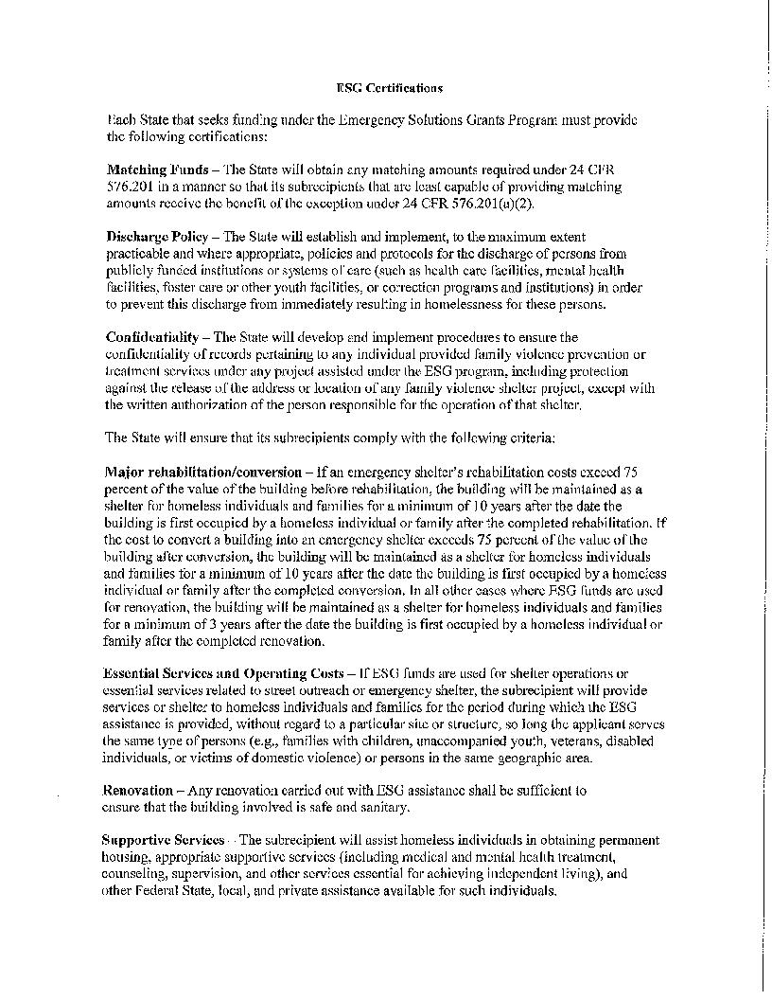 ESG Certifications
Each State that seeks funding under the Emergency Solutions Grants Program must provide
the following certifications:
Matching Funds – The State will obtain any matching amounts required under 24 CFR
576.201 in a manner so that its subrecipients that are least capable of providing matching
amounts receive the benefit of the exception under 24 CFR 576.201(a)(2).
Discharge Policy – The State will establish and implement, to the maximum extent
practicable and where appropriate, policies and protocols for the discharge of persons from
publicly funded institutions or systems of care (such as health care facilities, mental health
facilities, foster care or other youth facilities, or correction programs and institutions) in order
to prevent this discharge from immediately resulting in homelessness for these persons.
Confidentiality – The State will develop and implement procedures to ensure the
confidentiality of records pertaining to any individual provided family violence prevention or
treatment services under any project assisted under the ESG program, including protection
against the release of the address or location of any family violence shelter project, except with
the written authorization of the person responsible for the operation of that shelter.
The State will ensure that its subrecipients comply with the following criteria:
Major rehabilitation/conversion – If an emergency shelter's rehabilitation costs exceed 75
percent of the value of the building before rehabilitation, the building will be maintained as a
shelter for homeless individuals and families for a minimum of 10 years after the date the
building is first occupied by a homeless individual or family after the completed rehabilitation. If
the cost to convert a building into an emergency shelter exceeds 75 percent of the value of the
building after conversion, the building will be maintained as a shelter for homeless individuals
and families for a minimum of 10 years after the date the building is first occupied by a homeless
individual or family after the completed conversion. In all other cases where ESG funds are used
for renovation, the building will be maintained as a shelter for homeless individuals and families
for a minimum of 3 years after the date the building is first occupied by a homeless individual or
family after the completed renovation.
Essential Services and Operating Costs – If ESG funds are used for shelter operations or
essential services related to street outreach or emergency shelter, the subrecipient will provide
services or shelter to homeless individuals and families for the period during which the ESG
assistance is provided, without regard to a particular site or structure, so long the applicant serves
the same type of persons (e.g., families with children, unaccompanied youth, veterans, disabled
individuals, or victims of domestic violence) or persons in the same geographic area.
Renovation – Any renovation carried out with ESG assistance shall be sufficient to
ensure that the building involved is safe and sanitary.
Supportive Services – The subrecipient will assist homeless individuals in obtaining permanent
housing, appropriate supportive services (including medical and mental health treatment,
counseling, supervision, and other services essential for achieving independent living), and
other Federal State, local, and private assistance available for such individuals.